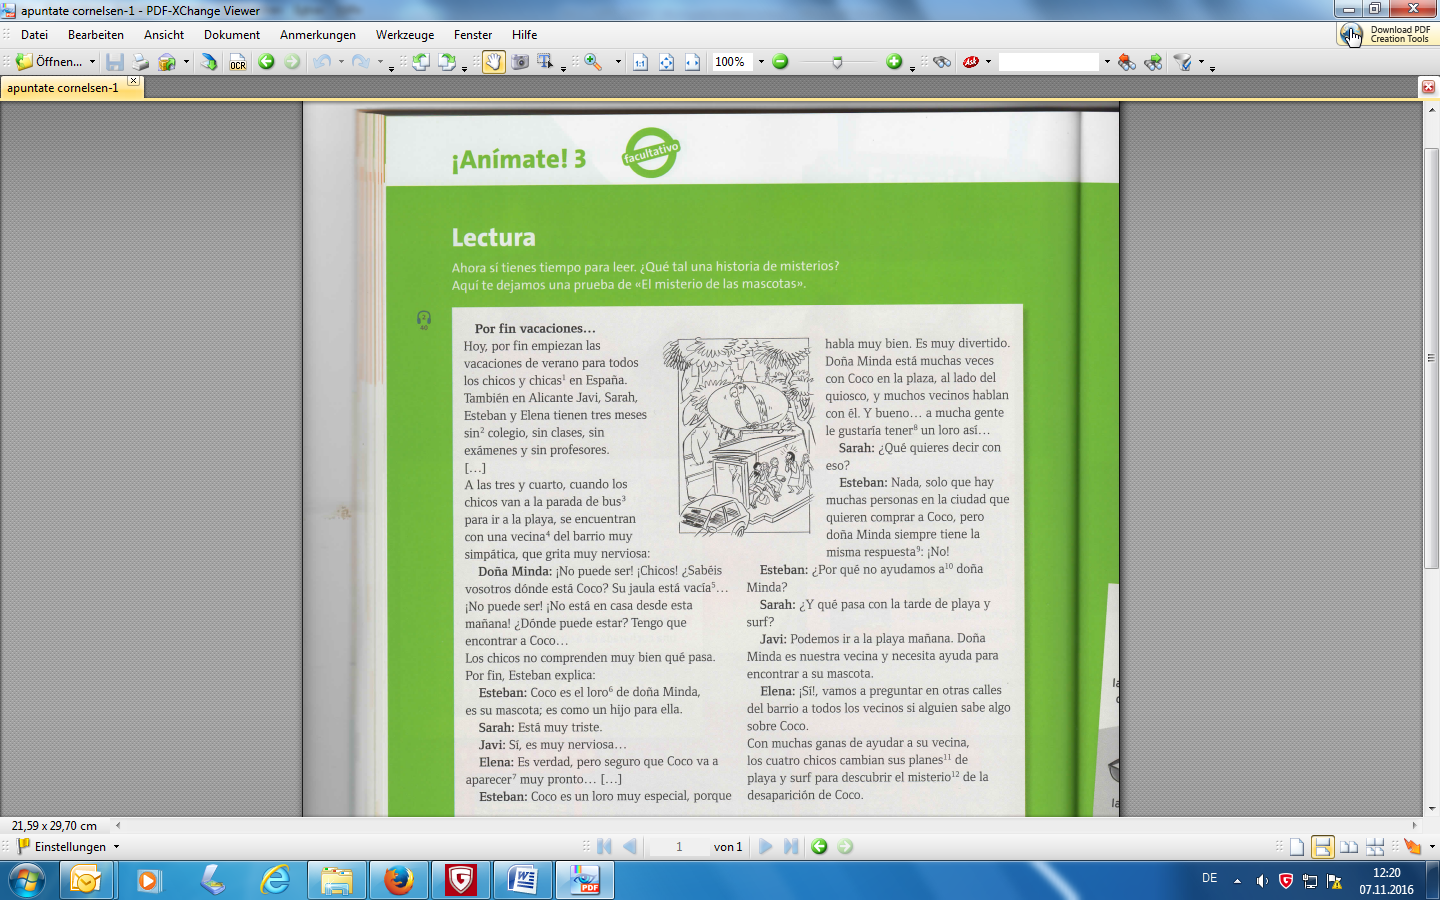 apuntate cornelsen-1 - PDF-XChange Viewer
Datei Bearbeiten Ansicht Dokument Anmerkungen Werkzeuge Fenster Hilfe
Download PDF
Creation Tools
Öffnen...
OCR
100%
Ask
apuntate cornelsen-1
¡Anímate! 3
facultativo
Lectura
Ahora sí tienes tiempo para leer. ¿Qué tal una historia de misterios?
Aquí te dejamos una prueba de «El misterio de las mascotas».
2
40
Por fin vacaciones…
Hoy, por fin empiezan las
vacaciones de verano para todos
los chicos y chicas¹ en España.
También en Alicante Javi, Sarah,
Esteban y Elena tienen tres meses
sin² colegio, sin clases, sin
exámenes y sin profesores.
[…]
A las tres y cuarto, cuando los
chicos van a la parada de bus³
para ir a la playa, se encuentran
con una vecina⁴ del barrio muy
simpática, que grita muy nerviosa:
Doña Minda: ¡No puede ser! ¡Chicos! ¿Sabéis
vosotros dónde está Coco? Su jaula está vacía⁵…
¡No puede ser! ¡No está en casa desde esta
mañana! ¿Dónde puede estar? Tengo que
encontrar a Coco…
Los chicos no comprenden muy bien qué pasa.
Por fin, Esteban explica:
Esteban: Coco es el loro⁶ de doña Minda,
es su mascota; es como un hijo para ella.
Sarah: Está muy triste.
Javi: Sí, es muy nerviosa…
Elena: Es verdad, pero seguro que Coco va a
aparecer⁷ muy pronto… […]
Esteban: Coco es un loro muy especial, porque
habla muy bien. Es muy divertido.
Doña Minda está muchas veces
con Coco en la plaza, al lado del
quiosco, y muchos vecinos hablan
con él. Y bueno… a mucha gente
le gustaría tener⁸ un loro así…
Sarah: ¿Qué quieres decir con
eso?
Esteban: Nada, solo que hay
muchas personas en la ciudad que
quieren comprar a Coco, pero
doña Minda siempre tiene la
misma respuesta⁹: ¡No!
Esteban: ¿Por qué no ayudamos a¹⁰ doña
Minda?
Sarah: ¿Y qué pasa con la tarde de playa y
surf?
Javi: Podemos ir a la playa mañana. Doña
Minda es nuestra vecina y necesita ayuda para
encontrar a su mascota.
Elena: ¡Sí!, vamos a preguntar en otras calles
del barrio a todos los vecinos si alguien sabe algo
sobre Coco.
Con muchas ganas de ayudar a su vecina,
los cuatro chicos cambian sus planes¹¹ de
playa y surf para descubrir el misterio¹² de la
desaparición de Coco.
21,59 x 29,70 cm
Einstellungen
1 von 1
PDF
DE
12:20
07.11.2016